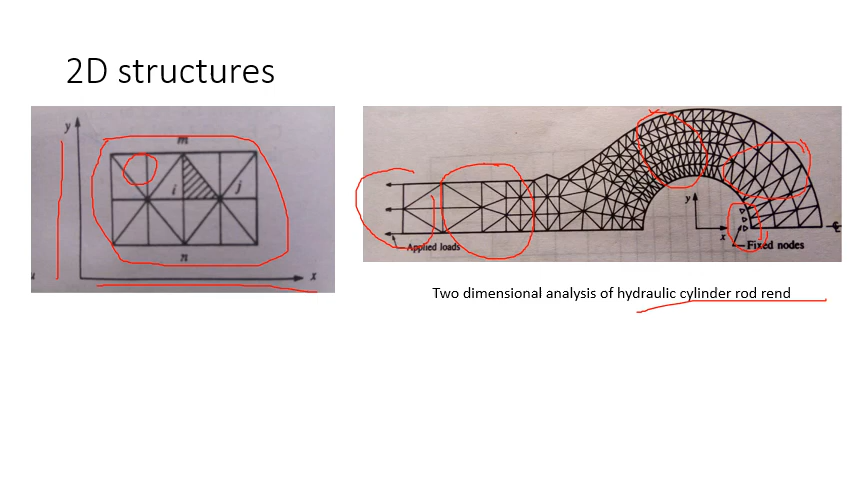 2D structures
y
m
i
j
n
x
y
x
Applied loads
Fixed nodes
Two dimensional analysis of hydraulic cylinder rod rend